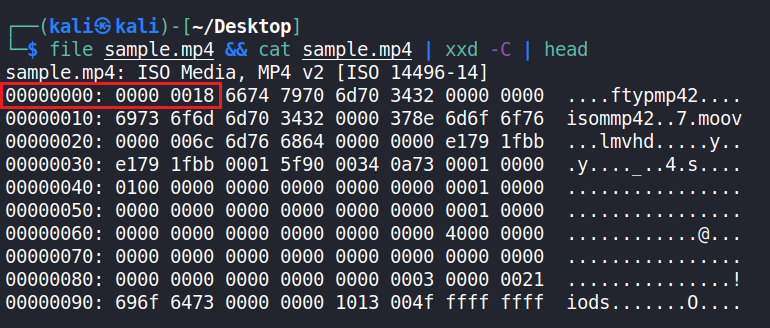 ┌──(kali㉿kali)-[~/Desktop]
└─$ file sample.mp4 && cat sample.mp4 | xxd -C | head
sample.mp4: ISO Media, MP4 v2 [ISO 14496-14]
00000000: 0000 0018 6674 7970 6d70 3432 0000 0000  ....ftypmp42....
00000010: 6973 6f6d 6d70 3432 0000 378e 6d6f 6f76  isommp42..7.moov
00000020: 0000 006c 6d76 6864 0000 0000 e179 1fbb  ...lmvhd.....y..
00000030: e179 1fbb 0001 5f90 0034 0a73 0001 0000  .y...._..4.s....
00000040: 0100 0000 0000 0000 0000 0000 0001 0000  ................
00000050: 0000 0000 0000 0000 0000 0000 0001 0000  ................
00000060: 0000 0000 0000 0000 0000 0000 4000 0000  ............@...
00000070: 0000 0000 0000 0000 0000 0000 0000 0000  ................
00000080: 0000 0000 0000 0000 0000 0003 0000 0021  ...............!
00000090: 696f 6473 0000 0000 1013 004f ffff ffff  iods.......O....